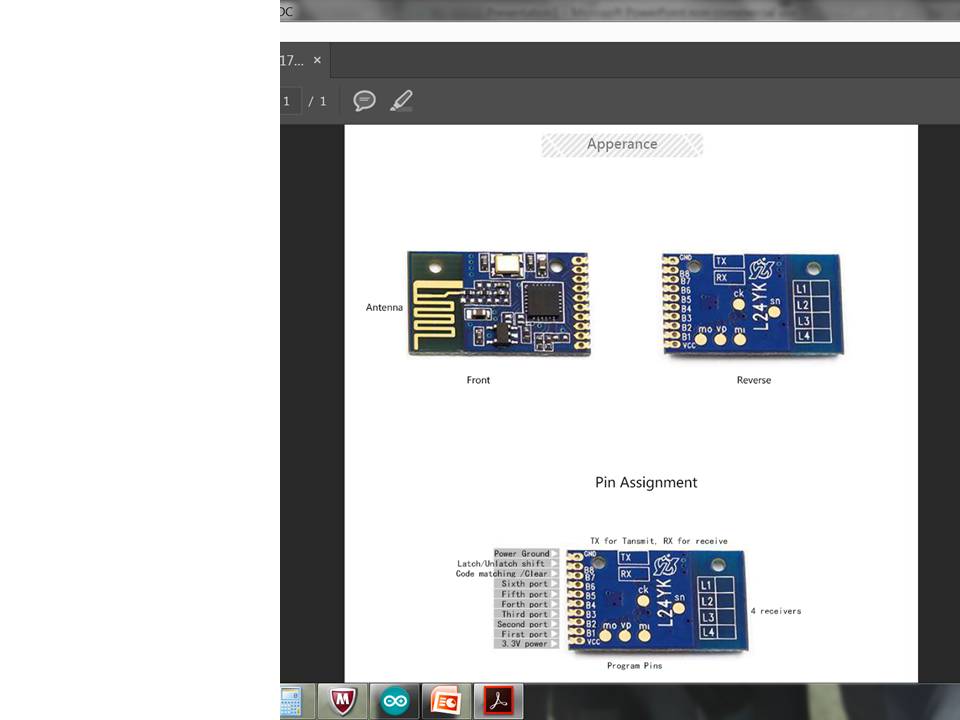 DC
17... ×
1 / 1
Apperance
Antenna
GND
B8
B7
B6
B5
B4
B3
B2
B1
VCC
TX
RX
ck
sn
mo vp mi
L24YK
L1
L2
L3
L4
Front
Reverse
Pin Assignment
TX for Tansmit, RX for receive
Power Ground
Latch/Unlatch shift
Code matching /Clear
Sixth port
Fifth port
Forth port
Third port
Second port
First port
3.3V power
GND
B8
B7
B6
B5
B4
B3
B2
B1
VCC
TX
RX
ck
sn
mo vp mi
L24YK
L1
L2
L3
L4
4 receivers
Program Pins